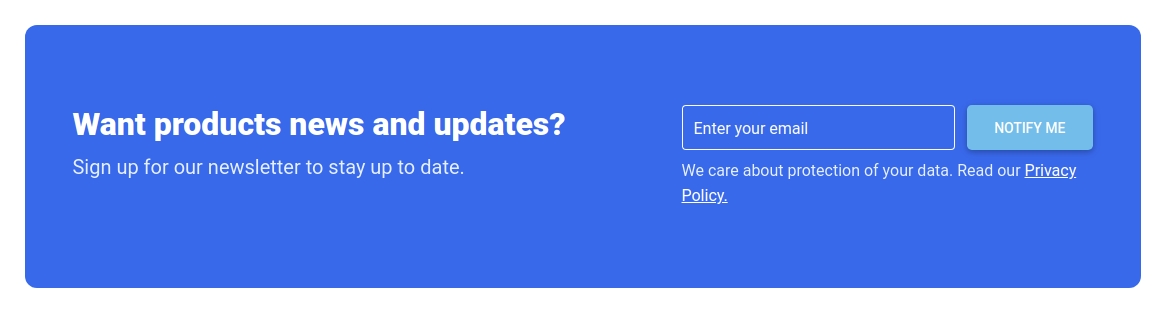 Want products news and updates?
Sign up for our newsletter to stay up to date.
Enter your email
NOTIFY ME
We care about protection of your data. Read our Privacy
Policy.